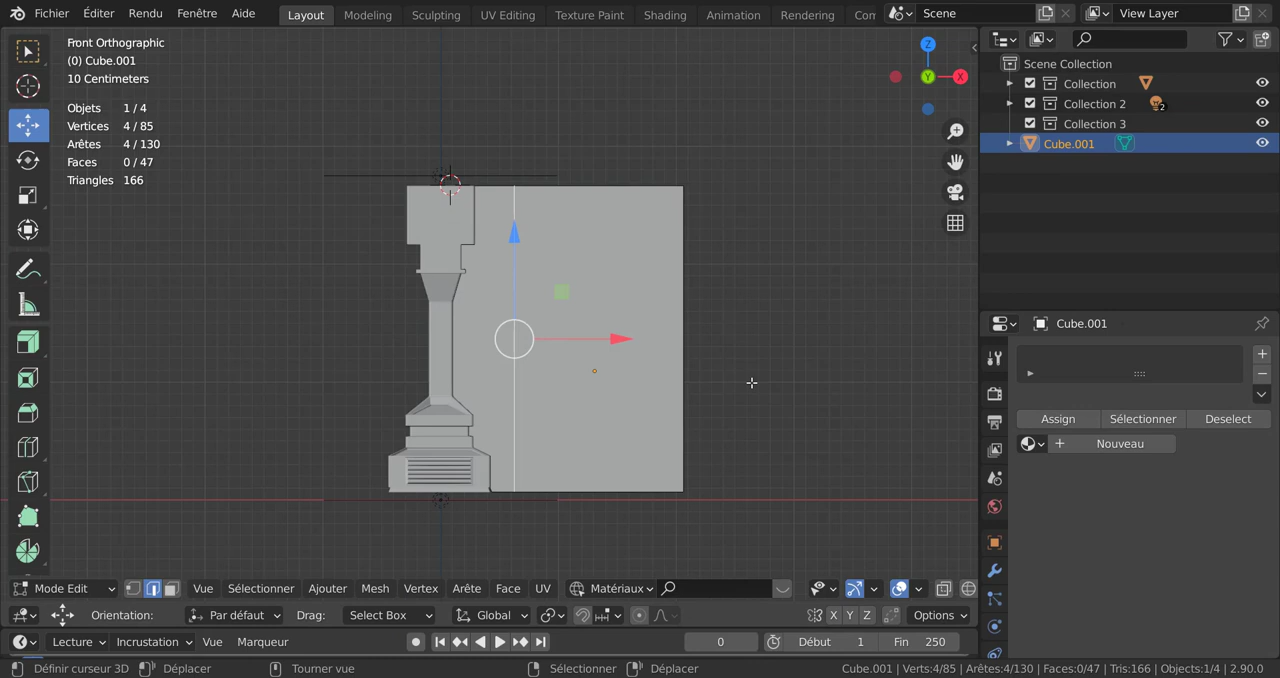 Fichier Éditer Rendu Fenêtre Aide Layout Modeling Sculpting UV Editing Texture Paint Shading Animation Rendering Com Scene View Layer
Front Orthographic
(0) Cube.001
10 Centimeters
Objets 1 / 4
Vertices 4 / 85
Arêtes 4 / 130
Faces 0 / 47
Triangles 166
Z
Y
X
Scene Collection
Collection
Collection 2 2
Collection 3
Cube.001
Cube.001
Assign Sélectionner Deselect
Nouveau
Mode Edit Vue Sélectionner Ajouter Mesh Vertex Arête Face UV Matériaux
Orientation: Par défaut Drag: Select Box Global X Y Z Options
Lecture Incrustation Vue Marqueur 0 Début 1 Fin 250
Définir curseur 3D Déplacer Tourner vue Sélectionner Déplacer Cube.001 | Verts:4/85 | Arêtes:4/130 | Faces:0/47 | Tris:166 | Objects:1/4 | 2.90.0